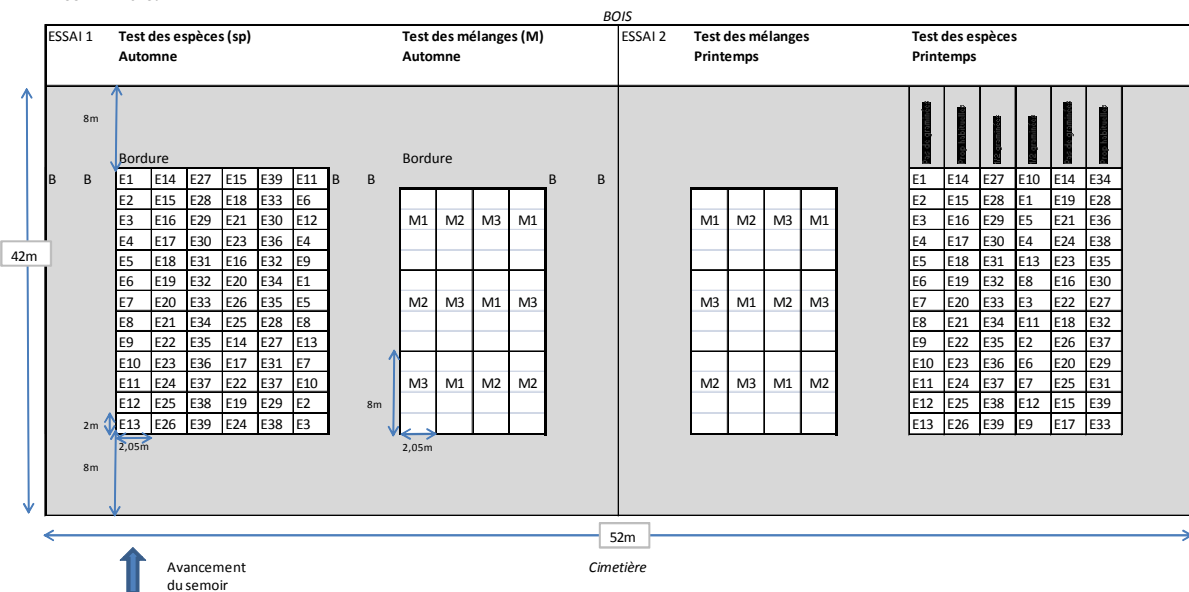 BOIS
ESSAI 1 Test des espèces (sp) Test des mélanges (M) ESSAI 2 Test des mélanges Test des espèces
Automne Automne Printemps Printemps
8m
Bordure Bordure
B B E1 E14 E27 E15 E39 E11 B B B B E1 E14 E27 E10 E14 E34
E2 E15 E28 E18 E33 E6 E2 E15 E28 E1 E19 E28
E3 E16 E29 E21 E30 E12 M1 M2 M3 M1 M1 M2 M3 M1 E3 E16 E29 E5 E21 E36
E4 E17 E30 E23 E36 E4 E4 E17 E30 E4 E24 E38
42m
E5 E18 E31 E16 E32 E9 E5 E18 E31 E13 E23 E35
E6 E19 E32 E20 E34 E1 E6 E19 E32 E8 E16 E30
E7 E20 E33 E26 E35 E5 M2 M3 M1 M3 M3 M1 M2 M3 E7 E20 E33 E3 E22 E27
E8 E21 E34 E25 E28 E8 E8 E21 E34 E11 E18 E32
E9 E22 E35 E14 E27 E13 E9 E22 E35 E2 E26 E37
E10 E23 E36 E17 E31 E7 E10 E23 E36 E6 E20 E29
E11 E24 E37 E22 E37 E10 M3 M1 M2 M2 M2 M3 M1 M2 E11 E24 E37 E7 E25 E31
E12 E25 E38 E19 E29 E2 8m E12 E25 E38 E12 E15 E39
2m E13 E26 E39 E24 E38 E3 E13 E26 E39 E9 E17 E33
2,05m 2,05m
8m
52m
Avancement Cimetière
du semoir